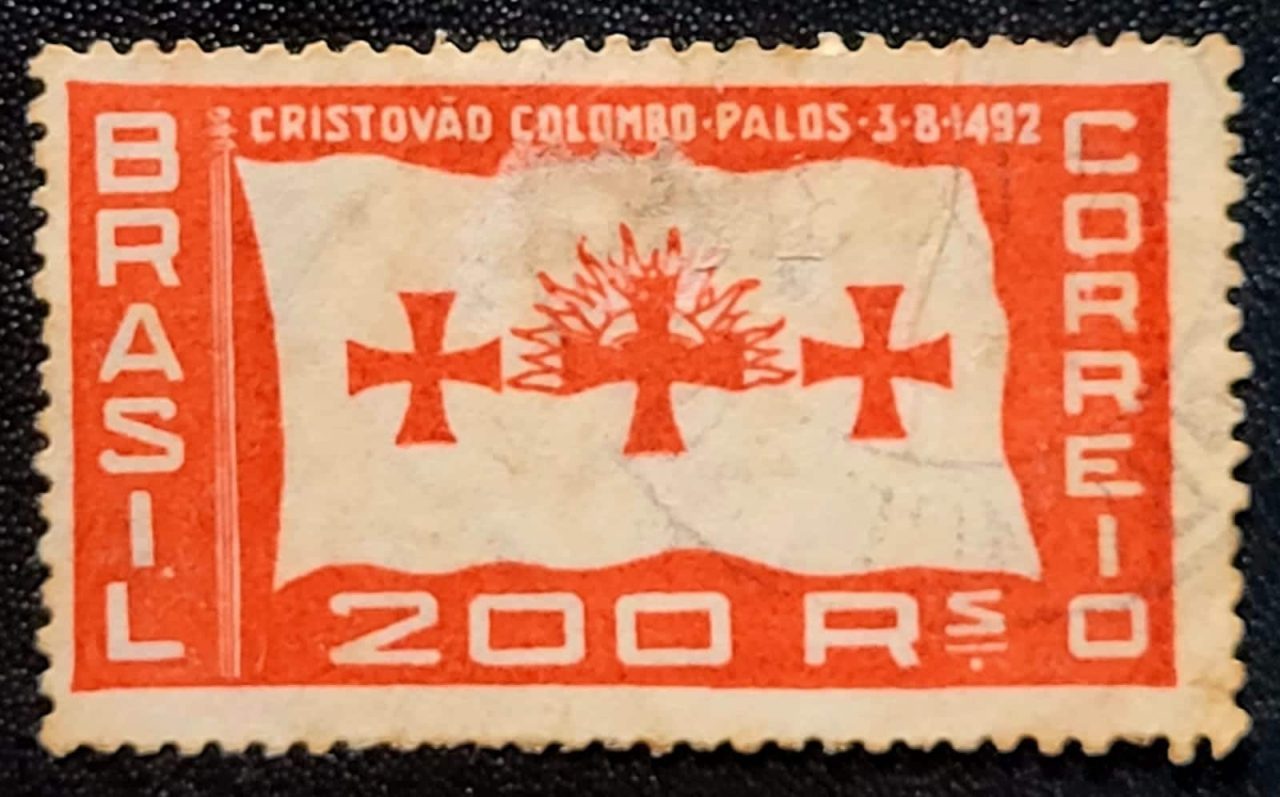 CRISTOVÃO COLOMBO·PALOS·3·8·1492
BRASIL
CORREIO
200 RS.